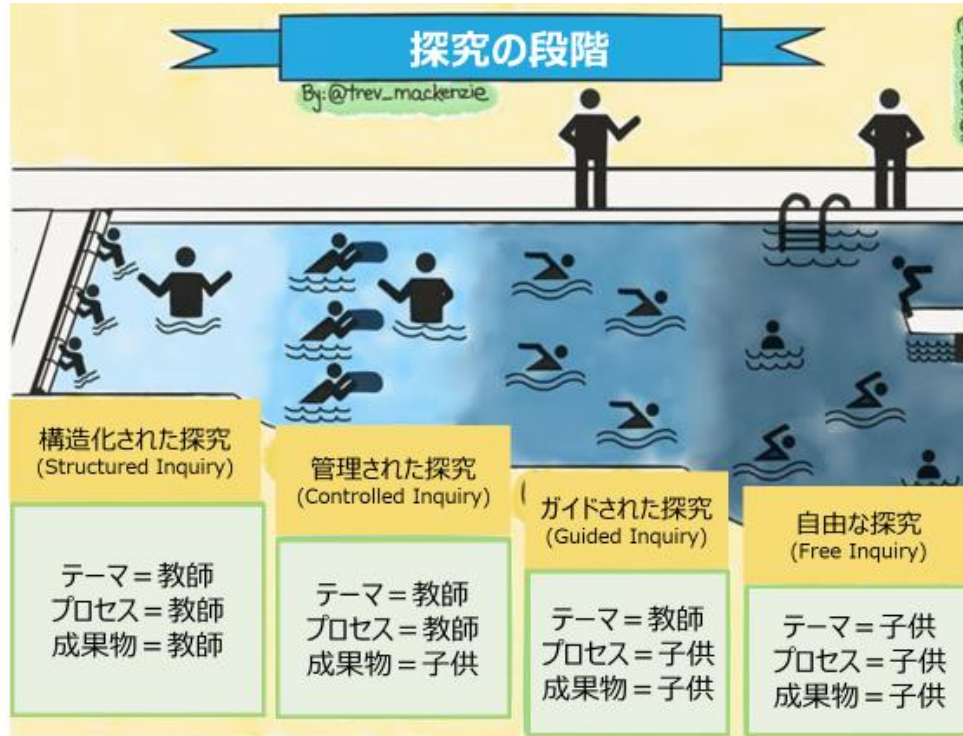 探究の段階
By:@trev_mackenzie
構造化された探究
(Structured Inquiry)
テーマ＝教師
プロセス＝教師
成果物＝教師
管理された探究
(Controlled Inquiry)
テーマ＝教師
プロセス＝教師
成果物＝子供
ガイドされた探究
(Guided Inquiry)
テーマ＝教師
プロセス＝子供
成果物＝子供
自由な探究
(Free Inquiry)
テーマ＝子供
プロセス＝子供
成果物＝子供